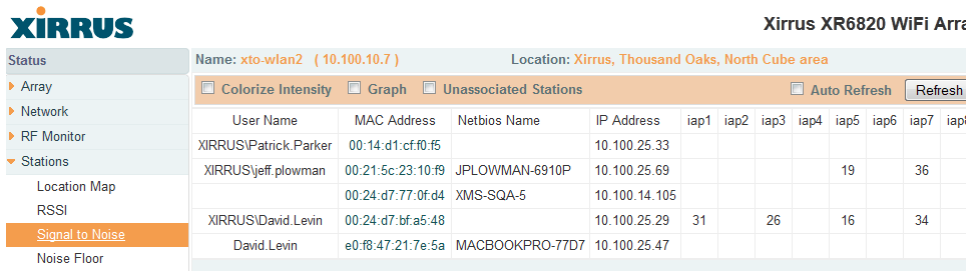 XIRRUS
Xirrus XR6820 WiFi Arra
Status
Name: xto-wlan2 ( 10.100.10.7 ) Location: Xirrus, Thousand Oaks, North Cube area
Array
Network
RF Monitor
Stations
Location Map
RSSI
Signal to Noise
Noise Floor
Colorize Intensity Graph Unassociated Stations Auto Refresh Refresh
User Name MAC Address Netbios Name IP Address iap1 iap2 iap3 iap4 iap5 iap6 iap7 iap8
XIRRUS\Patrick.Parker 00:14:d1:cf:f0:f5 10.100.25.33
XIRRUS\jeff.plowman 00:21:5c:23:10:f9 JPLOWMAN-6910P 10.100.25.69 19 36
00:24:d7:77:0f:d4 XMS-SQA-5 10.100.14.105
XIRRUS\David.Levin 00:24:d7:bf:a5:48 10.100.25.29 31 26 16 34
David.Levin e0:f8:47:21:7e:5a MACBOOKPRO-77D7 10.100.25.47